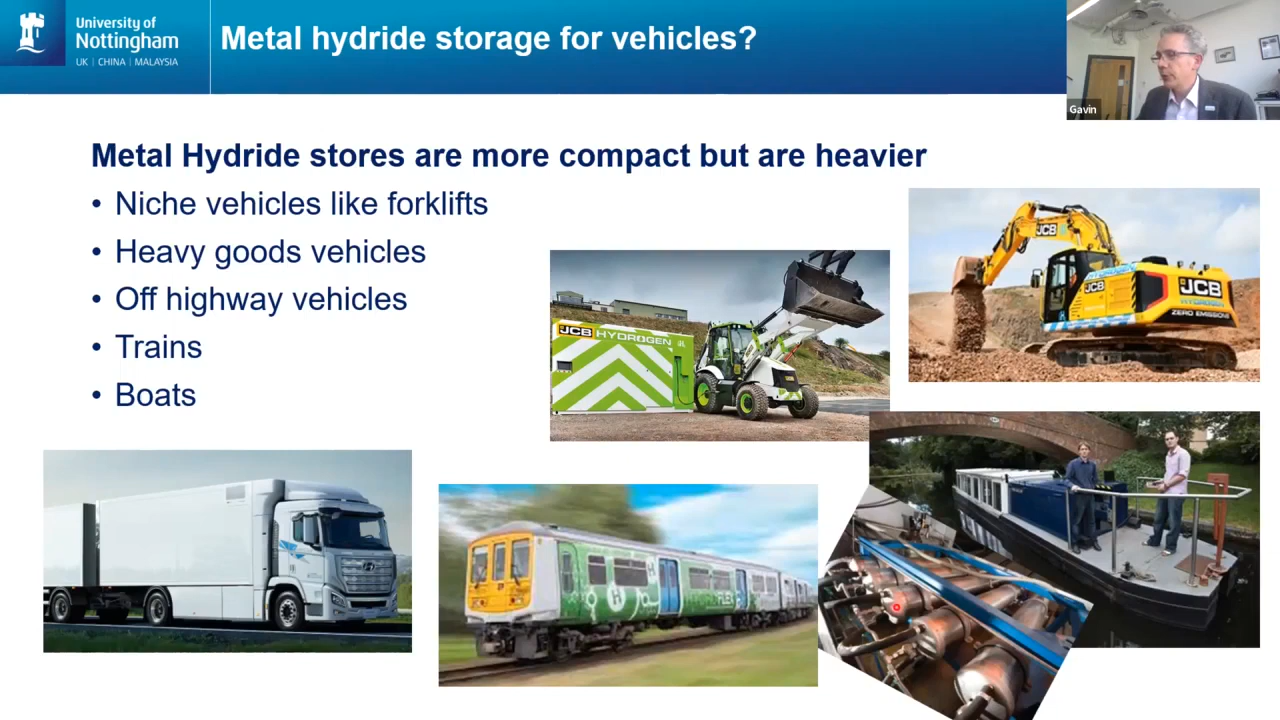 University of
Nottingham
UK | CHINA | MALAYSIA
Metal hydride storage for vehicles?
Gavin
Metal Hydride stores are more compact but are heavier
• Niche vehicles like forklifts
• Heavy goods vehicles
• Off highway vehicles
• Trains
• Boats
JCB
JCB
JCB
HYDROGEN
ZERO EMISSIONS
JCB HYDROGEN
H
FLEX
H